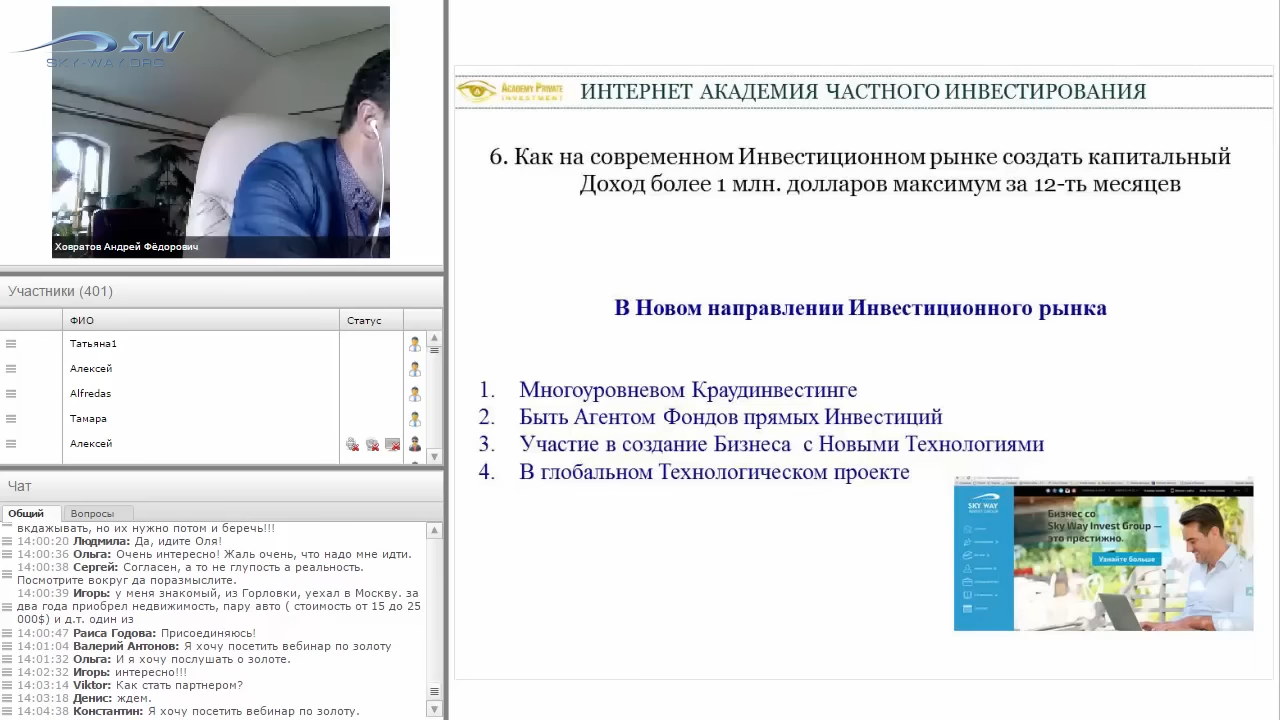 SW
SKY-WAY.ORG
Ховратов Андрей Фёдорович
Участники (401)
ФИО
Статус
Татьяна1
Алексей
Alfredas
Тамара
Алексей
Чат
Общий
Вопросы
вкдажывать, но их нужно потом и беречь!!!
14:00:20 Людмила: Да, идите Оля!
14:00:36 Ольга: Очень интересно! Жаль очень, что надо мне идти.
14:00:38 Сергей: Согласен, а то не глупость а реальность.
Посмотрите вокруг да поразмыслите.
14:00:39 Игорь: у меня знакомый, из Горловки, уехал в Москву. за
два года приобрел недвижимость, пару авто ( стоимость от 15 до 25
000$) и д.т. один из
14:00:47 Раиса Годова: Присоединяюсь!
14:01:04 Валерий Антонов: Я хочу посетить вебинар по золоту
14:01:32 Ольга: И я хочу послушать о золоте.
14:02:32 Игорь: интересно!!!
14:03:14 Viktor: Как стать партнером?
14:03:18 Денис: ждем.
14:04:38 Константин: Я хочу посетить вебинар по золоту.
ACADEMY PRIVATE
INVESTMENT
ИНТЕРНЕТ АКАДЕМИЯ ЧАСТНОГО ИНВЕСТИРОВАНИЯ
6. Как на современном Инвестиционном рынке создать капитальный
Доход более 1 млн. долларов максимум за 12-ть месяцев
В Новом направлении Инвестиционного рынка
1. Многоуровневом Краудинвестинге
2. Быть Агентом Фондов прямых Инвестиций
3. Участие в создание Бизнеса с Новыми Технологиями
4. В глобальном Технологическом проекте
SKY WAY
Бизнес со
Sky Way Invest Group —
это престижно.
Узнайте больше